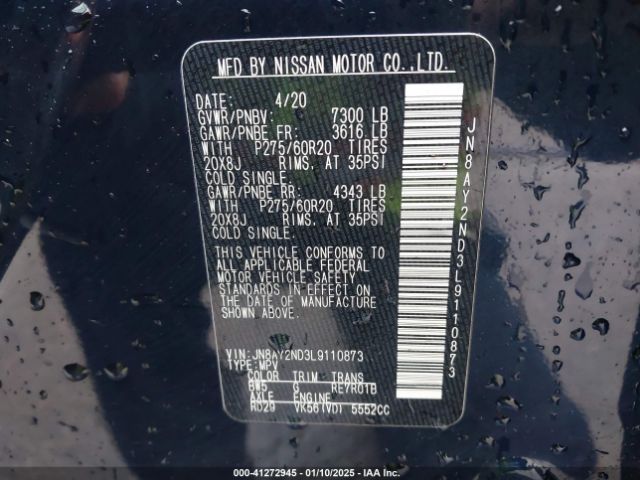 MFD BY NISSAN MOTOR CO.,LTD.
DATE: 4/20
GVWR/PNBV: 7300 LB
GAWR/PNBE FR: 3616 LB
WITH P275/60R20 TIRES
20X8J RIMS, AT 35PSI
COLD SINGLE.
GAWR/PNBE RR: 4343 LB
WITH P275/60R20 TIRES
20X8J RIMS, AT 35PSI
COLD SINGLE.
THIS VEHICLE CONFORMS TO
ALL APPLICABLE FEDERAL
MOTOR VEHICLE SAFETY
STANDARDS IN EFFECT ON
THE DATE OF MANUFACTURE
SHOWN ABOVE.
VIN: JN8AY2ND3L9110873
TYPE: MPV
COLOR TRIM TRANS
BW5 G RE7R01B
AXLE ENGINE
RD29 VK56(VD) 5552CC
JN8AY2ND3L9110873
000-41272945 - 01/10/2025 - IAA Inc.